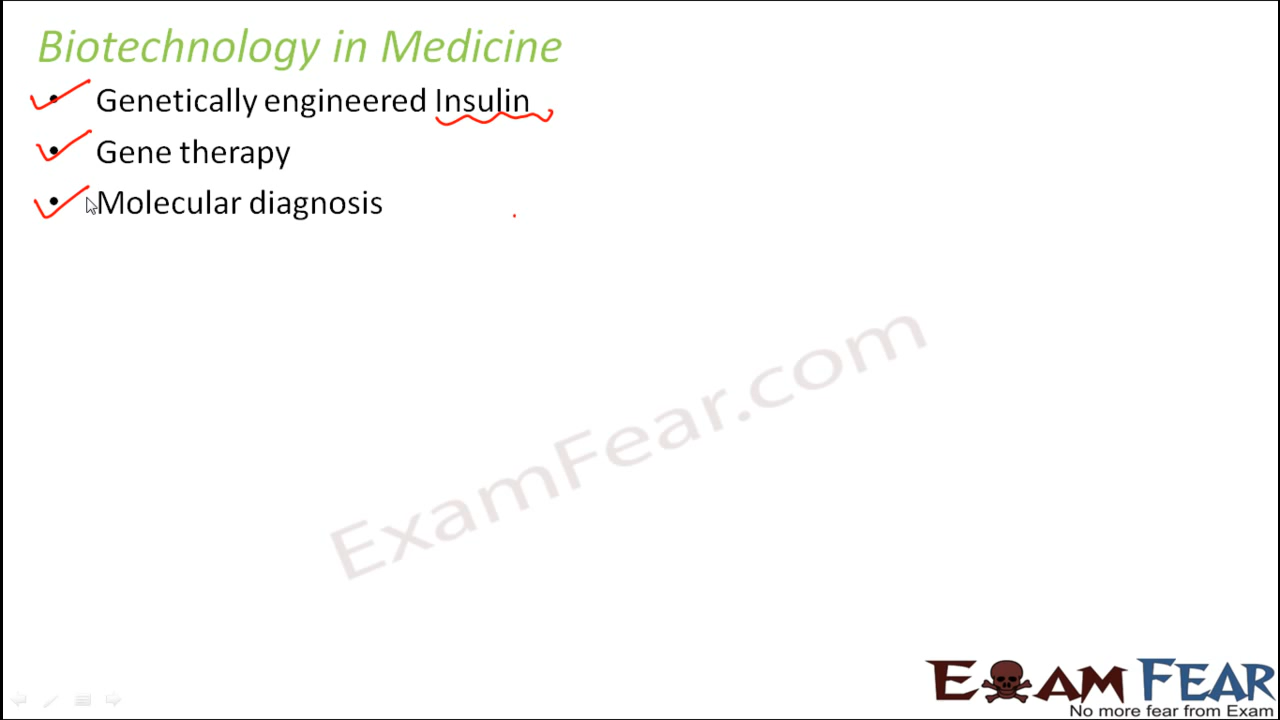 Biotechnology in Medicine
• Genetically engineered Insulin
• Gene therapy
• Molecular diagnosis
ExamFear.com
EXAM FEAR
No more fear from Exam